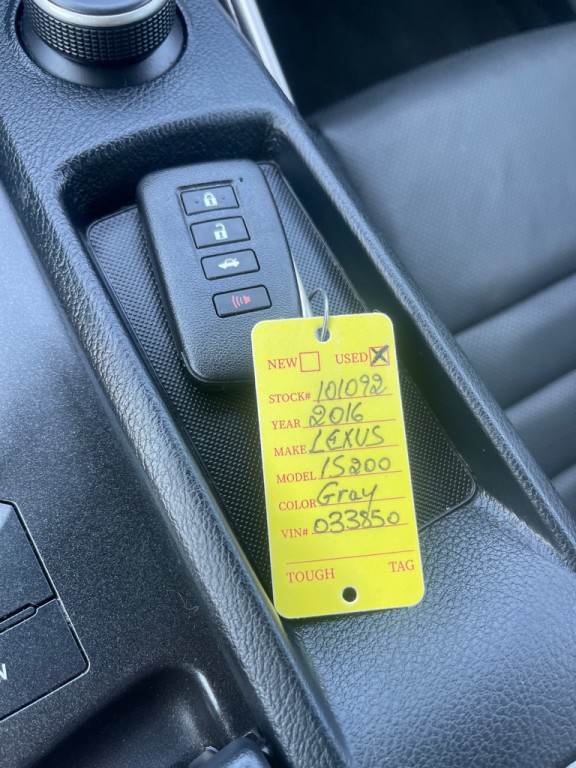 NEW USED
STOCK# 101092
YEAR 2016
MAKE LEXUS
MODEL IS200
COLOR Gray
VIN# 033850
TOUGH TAG